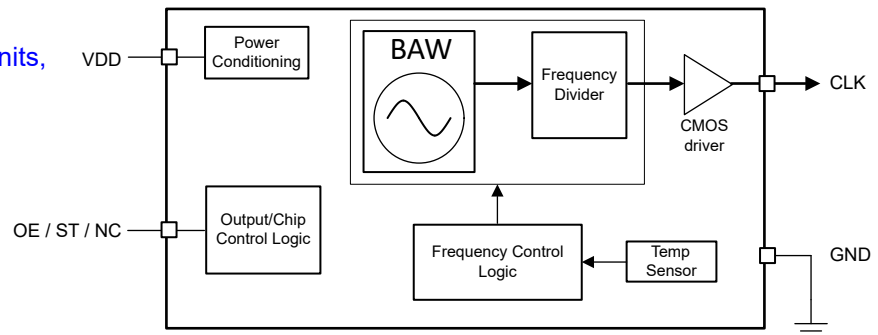 nits,
VDD
Power
Conditioning
BAW
Frequency
Divider
CLK
CMOS
driver
OE / ST / NC
Output/Chip
Control Logic
Frequency Control
Logic
Temp
Sensor
GND